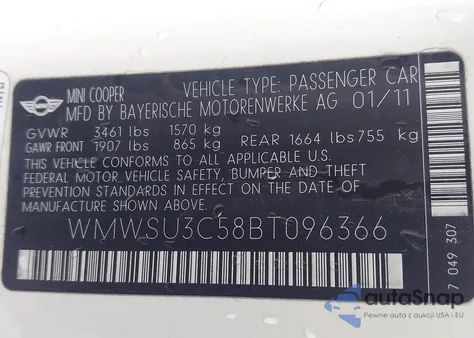 MINI
MINI COOPER
VEHICLE TYPE: PASSENGER CAR
MFD BY BAYERISCHE MOTORENWERKE AG 01/11
GVWR 3461 lbs 1570 kg
GAWR FRONT 1907 lbs 865 kg REAR 1664 lbs 755 kg
THIS VEHICLE CONFORMS TO ALL APPLICABLE
FEDERAL MOTOR VEHICLE SAFETY, BUMPER AND THEFT
PREVENTION STANDARDS IN EFFECT ON THE DATE OF
MANUFACTURE SHOWN ABOVE.
WMWSU3C58BT096366
7 049 307
autoSnap
Pewne auta z aukcji USA i EU